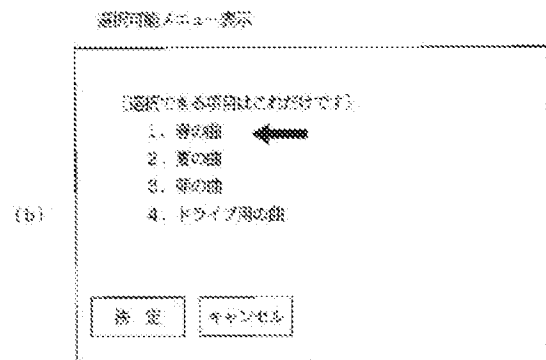 選択可能メニュー表示
[選択できる項目はこれだけです]
1. 春の曲
2. 夏の曲
3. の曲
(b)
4. ドライブ用の曲
決 定 キャンセル